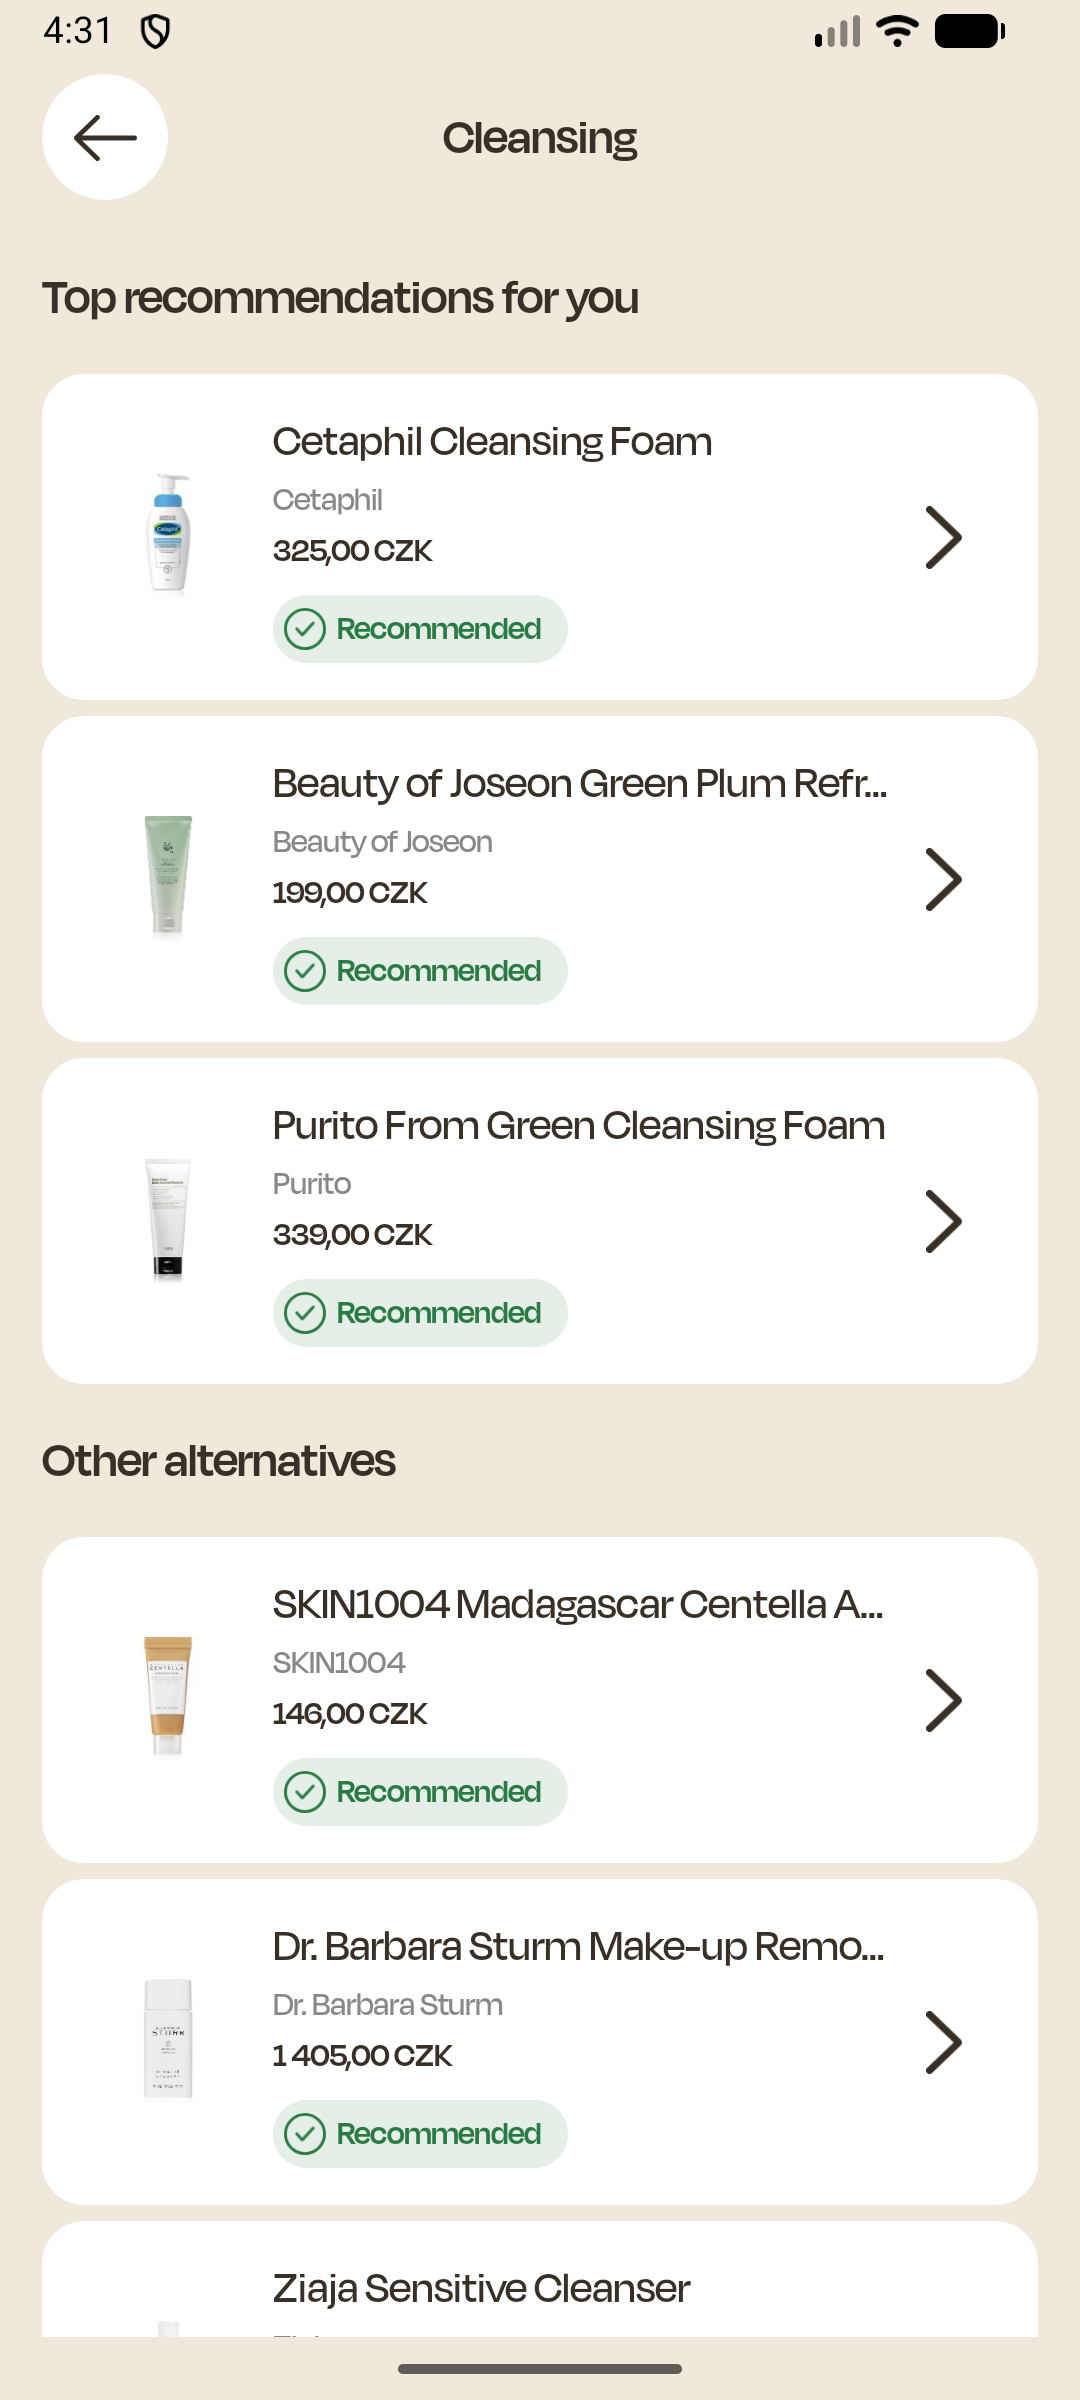 4:31
Cleansing
Top recommendations for you
Cetaphil Cleansing Foam
Cetaphil
325,00 CZK
Recommended
Beauty of Joseon Green Plum Refr...
Beauty of Joseon
199,00 CZK
Recommended
Purito From Green Cleansing Foam
Purito
339,00 CZK
Recommended
Other alternatives
SKIN1004 Madagascar Centella A...
SKIN1004
146,00 CZK
Recommended
Dr. Barbara Sturm Make-up Remo...
Dr. Barbara Sturm
1 405,00 CZK
Recommended
Ziaja Sensitive Cleanser